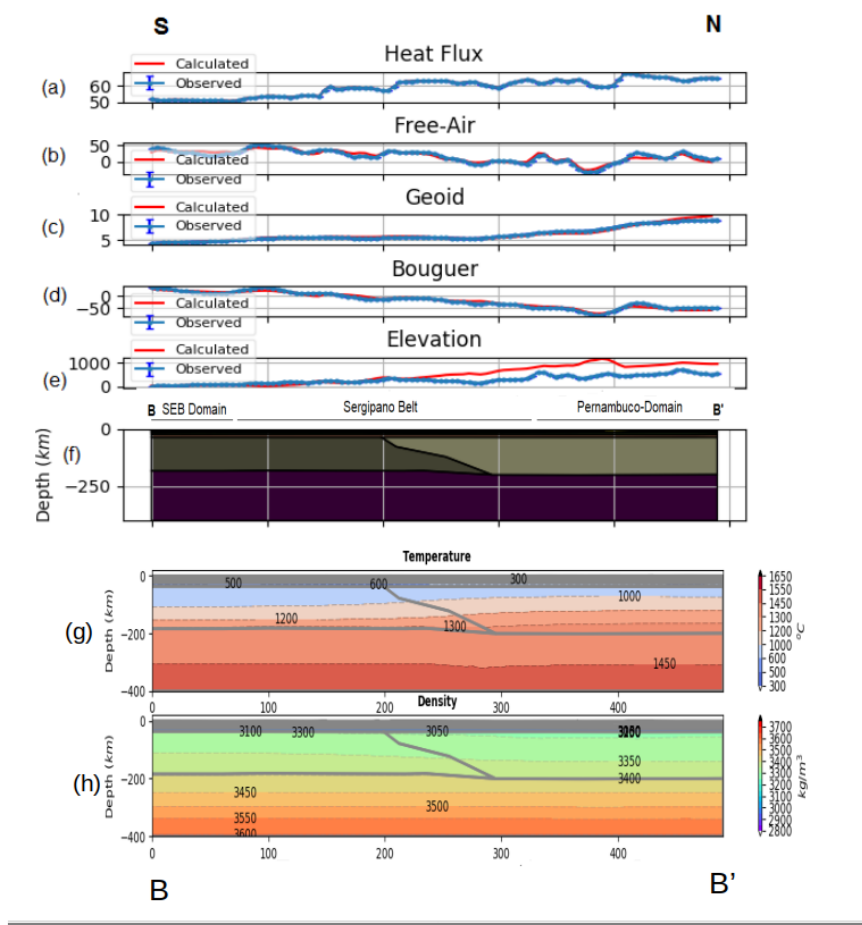 S N
Heat Flux
(a)
Calculated
Observed
60
50
Free-Air
(b)
50
0
Calculated
Observed
Geoid
(c)
Calculated
Observed
10
5
Bouguer
(d)
0
−50
Calculated
Observed
Elevation
(e)
Calculated
Observed
1000
0
B SEB Domain Sergipano Belt Pernambuco-Domain B'
(f)
Depth (km)
0
−250
Temperature
(g)
Depth (km)
0
−200
−400
500 600 300
1000
1200 1300
1450
1650
1550
1450
1300
1200
1000
600
500
300
°C
0 100 200 300 400
Density
(h)
Depth (km)
0
−200
−400
3100 3300 3050
3350
3400
3450
3500
3550
3600
3700
3600
3500
3400
3300
3200
3100
3000
2900
2800
kg/m³
0 100 200 300 400
B B'